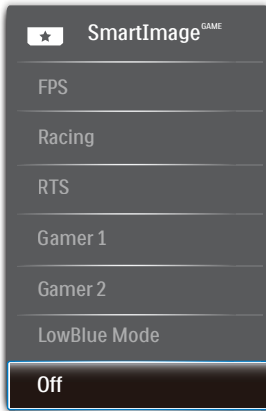 SmartImage GAME
FPS
Racing
RTS
Gamer 1
Gamer 2
LowBlue Mode
Off